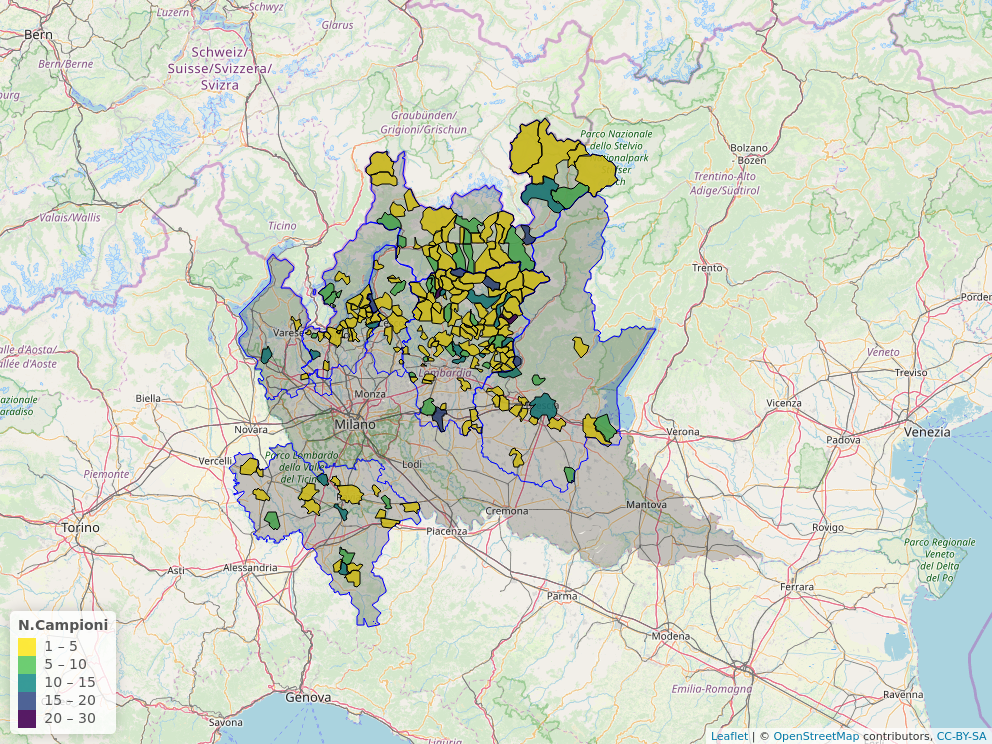 Luzern
Schwyz
Glarus
Bern
Bern/Berne
Schweiz/
Suisse/Svizzera/
Svizra
Graubünden/
Grigioni/Grischun
Parco Nazionale
dello Stelvio
Bolzano
- Bozen
Trentino-Alto
Adige/Südtirol
Valais/Wallis
Ticino
Trento
Varese
Lombardia
Veneto
Treviso
Biella
Monza
Vicenza
Novara
Milano
Verona
Padova
Venezia
Vercelli
Parco Lombardo
della Valle
del Ticino
Lodi
Piemonte
Cremona
Mantova
Torino
Piacenza
Rovigo
Parco Regionale
Veneto
del Delta
del Po
Asti
Alessandria
Parma
Ferrara
N.Campioni
1 – 5
5 – 10
10 – 15
15 – 20
20 – 30
Modena
Emilia-Romagna
Genova
Ravenna
Savona
Leaflet | © OpenStreetMap contributors, CC-BY-SA